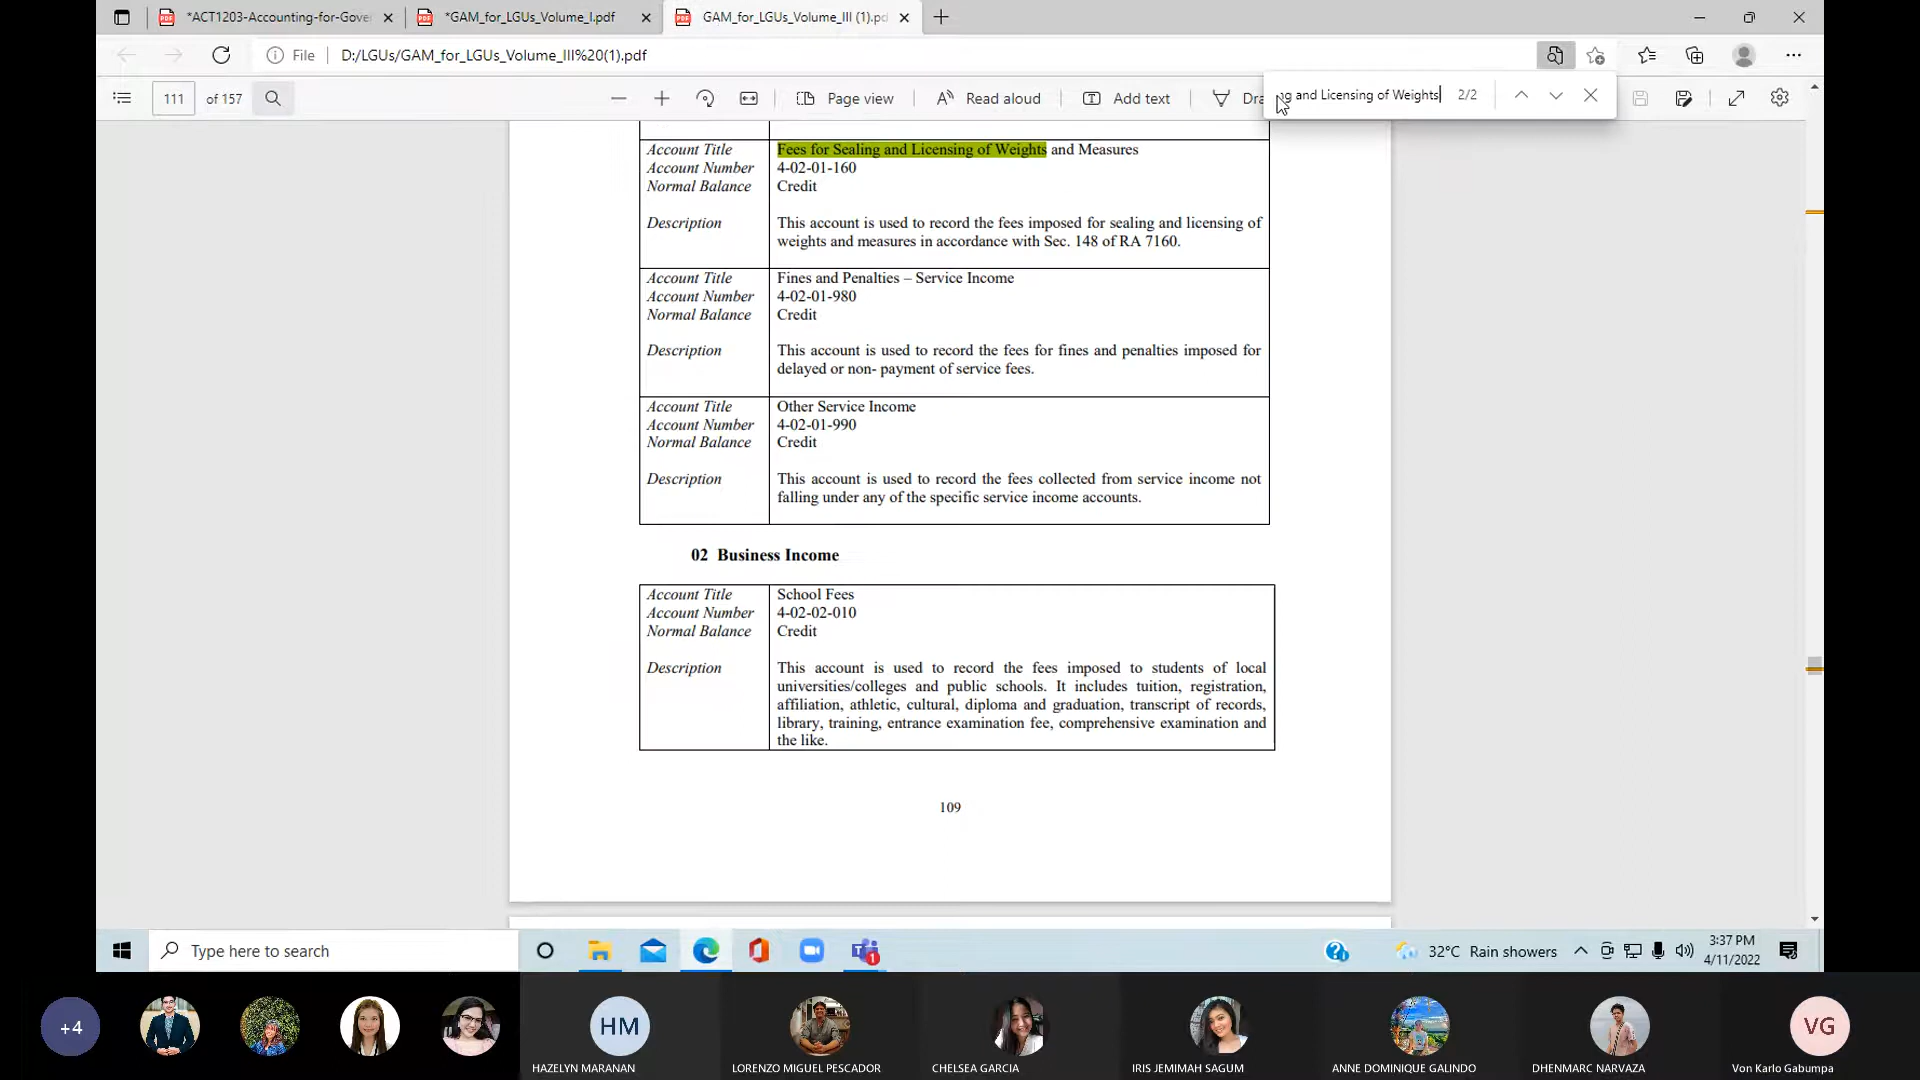 *ACT1203-Accounting-for-Gove
*GAM_for_LGUs_Volume_I.pdf
GAM_for_LGUs_Volume_III (1).pd
File
D:/LGUs/GAM_for_LGUs_Volume_III%20(1).pdf
111
of 157
Page view
Read aloud
Add text
Dra
and Licensing of Weights
2/2
Account Title
Fees for Sealing and Licensing of Weights and Measures
Account Number
4-02-01-160
Normal Balance
Credit
Description
This account is used to record the fees imposed for sealing and licensing of
weights and measures in accordance with Sec. 148 of RA 7160.
Account Title
Fines and Penalties – Service Income
Account Number
4-02-01-980
Normal Balance
Credit
Description
This account is used to record the fees for fines and penalties imposed for
delayed or non- payment of service fees.
Account Title
Other Service Income
Account Number
4-02-01-990
Normal Balance
Credit
Description
This account is used to record the fees collected from service income not
falling under any of the specific service income accounts.
02 Business Income
Account Title
School Fees
Account Number
4-02-02-010
Normal Balance
Credit
Description
This account is used to record the fees imposed to students of local
universities/colleges and public schools. It includes tuition, registration,
affiliation, athletic, cultural, diploma and graduation, transcript of records,
library, training, entrance examination fee, comprehensive examination and
the like.
109
Type here to search
32°C Rain showers
3:37 PM
4/11/2022
+4
HM
VG
HAZELYN MARANAN
LORENZO MIGUEL PESCADOR
CHELSEA GARCIA
IRIS JEMIMAH SAGUM
ANNE DOMINIQUE GALINDO
DHENMARC NARVAZA
Von Karlo Gabumpa